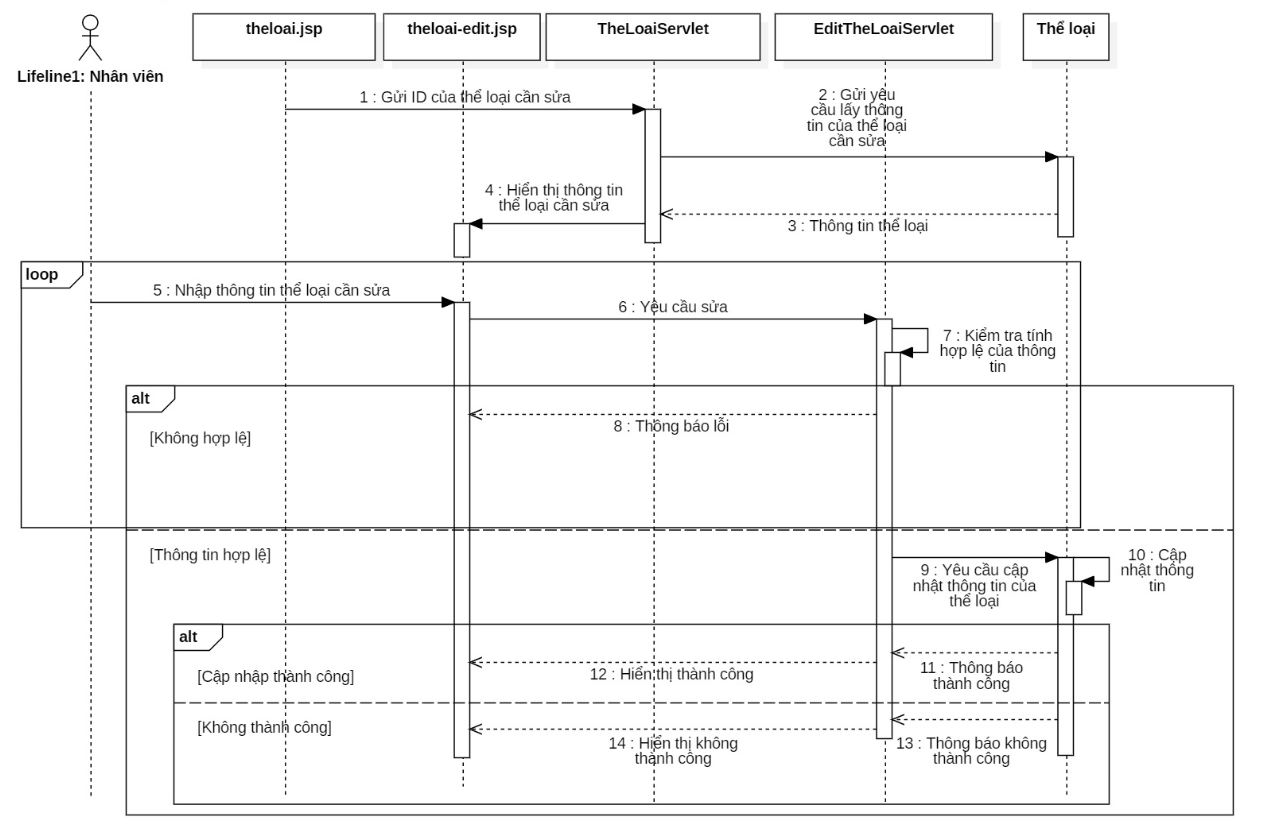 theloai.jsp
theloai-edit.jsp
TheLoaiServlet
EditTheLoaiServlet
Thể loại
Lifeline1: Nhân viên
1 : Gửi ID của thể loại cần sửa
2 : Gửi yêu
cầu lấy thông
tin của thể loại
cần sửa
4 : Hiển thị thông tin
thể loại cần sửa
3 : Thông tin thể loại
loop
5 : Nhập thông tin thể loại cần sửa
6 : Yêu cầu sửa
7 : Kiểm tra tính
hợp lệ của thông
tin
alt
8 : Thông báo lỗi
[Không hợp lệ]
[Thông tin hợp lệ]
9 : Yêu cầu cập
nhật thông tin của
thể loại
10 : Cập
nhật thông
tin
alt
[Cập nhập thành công]
12 : Hiển thị thành công
11 : Thông báo
thành công
[Không thành công]
14 : Hiển thị không
thành công
13 : Thông báo không
thành công